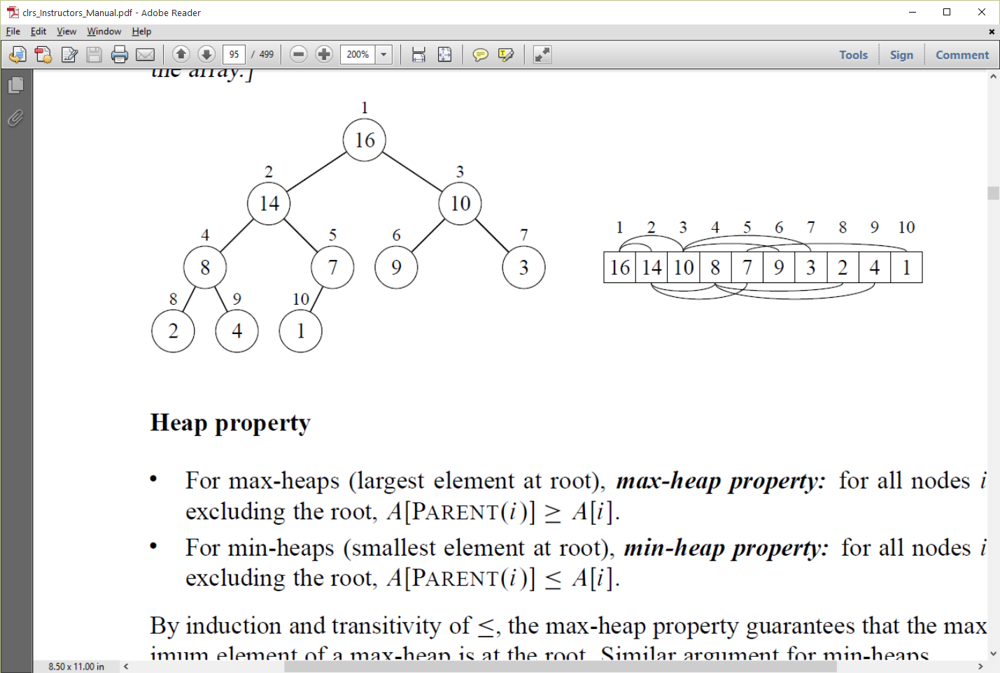 clrs_Instructors_Manual.pdf - Adobe Reader
File Edit View Window Help
95 / 499 200% Tools Sign Comment
the array.]
1
16
2 3
14 10
4 5 6 7
8 7 9 3
8 9 10
2 4 1
1 2 3 4 5 6 7 8 9 10
16 14 10 8 7 9 3 2 4 1
Heap property
• For max-heaps (largest element at root), max-heap property: for all nodes i
excluding the root, A[PARENT(i)] ≥ A[i].
• For min-heaps (smallest element at root), min-heap property: for all nodes i
excluding the root, A[PARENT(i)] ≤ A[i].
By induction and transitivity of ≤, the max-heap property guarantees that the max
imum element of a max-heap is at the root. Similar argument for min-heaps.
8.50 x 11.00 in